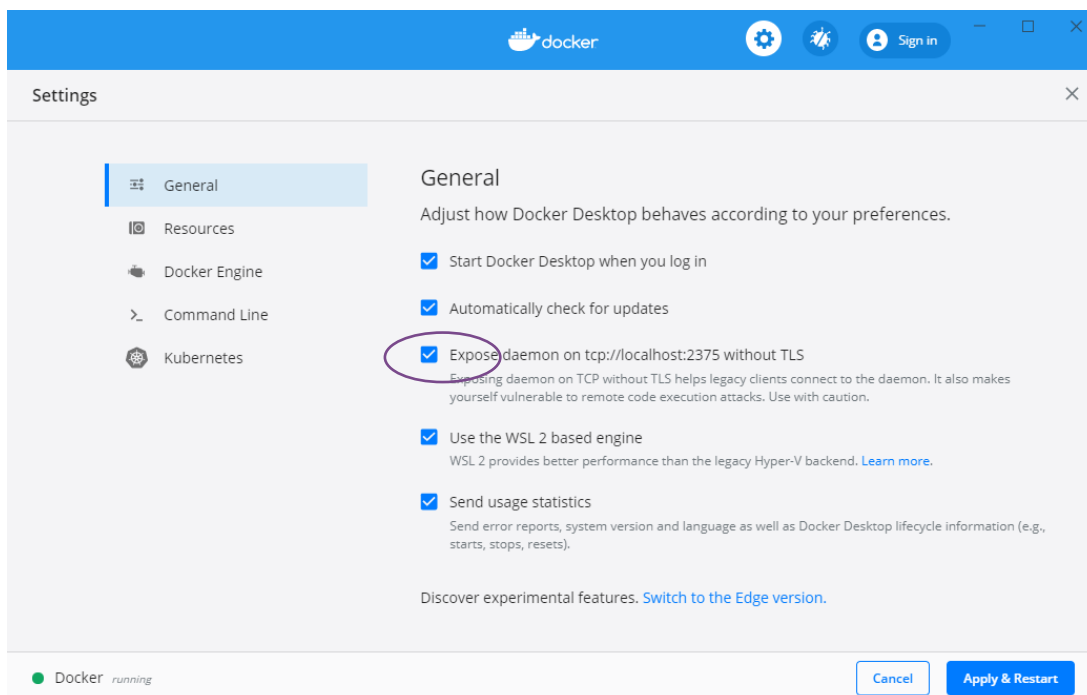 docker
Sign in
Settings
General
Resources
Docker Engine
Command Line
Kubernetes
General
Adjust how Docker Desktop behaves according to your preferences.
Start Docker Desktop when you log in
Automatically check for updates
Expose daemon on tcp://localhost:2375 without TLS
Exposing daemon on TCP without TLS helps legacy clients connect to the daemon. It also makes
yourself vulnerable to remote code execution attacks. Use with caution.
Use the WSL 2 based engine
WSL 2 provides better performance than the legacy Hyper-V backend. Learn more.
Send usage statistics
Send error reports, system version and language as well as Docker Desktop lifecycle information (e.g.,
starts, stops, resets).
Discover experimental features. Switch to the Edge version.
Docker running
Cancel
Apply & Restart